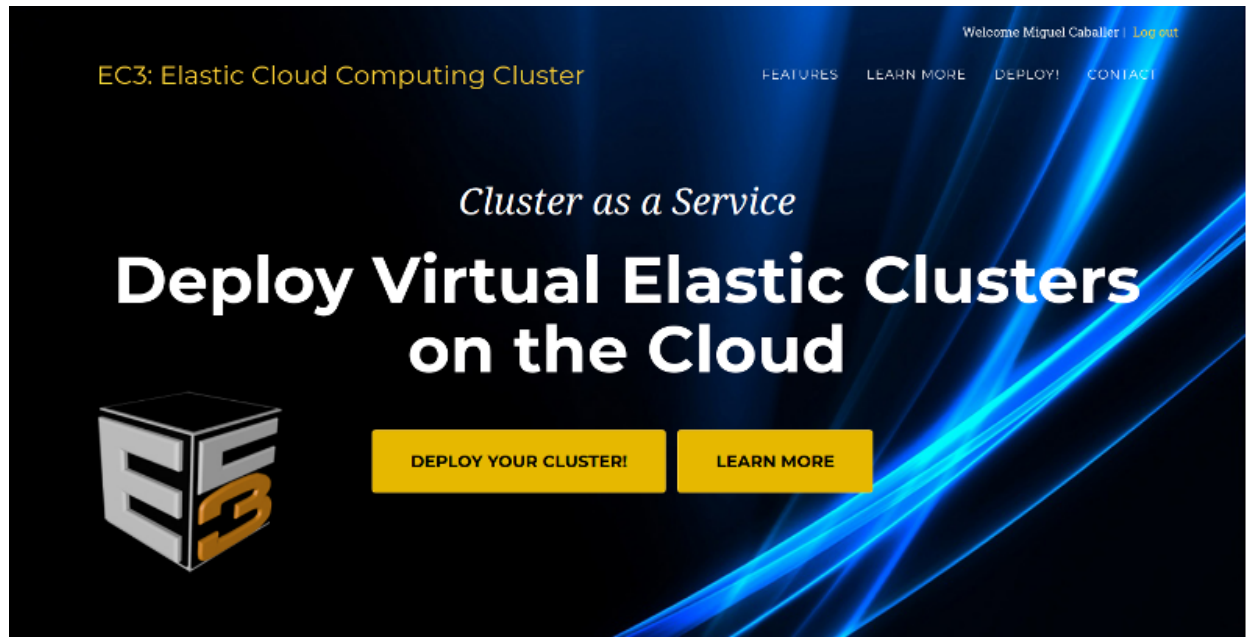 Welcome Miguel Caballer | Log out
EC3: Elastic Cloud Computing Cluster
FEATURES LEARN MORE DEPLOY! CONTACT
Cluster as a Service
Deploy Virtual Elastic Clusters
on the Cloud
EC3
DEPLOY YOUR CLUSTER! LEARN MORE